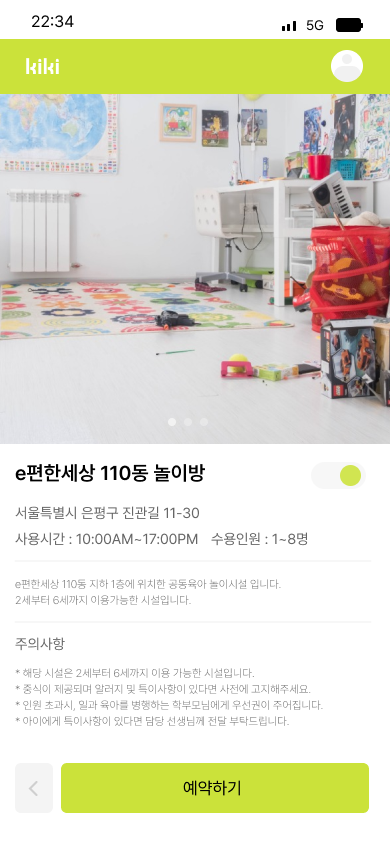 22:34
5G
kiki
e편한세상 110동 놀이방
서울특별시 은평구 진관길 11-30
사용시간 : 10:00AM~17:00PM 수용인원 : 1~8명
e편한세상 110동 지하 1층에 위치한 공동육아 놀이시설 입니다.
2세부터 6세까지 이용가능한 시설입니다.
주의사항
* 해당 시설은 2세부터 6세까지 이용 가능한 시설입니다.
* 중식이 제공되며 알러지 및 특이사항이 있다면 사전에 고지해주세요.
* 인원 초과시, 일과 육아를 병행하는 학부모님에게 우선권이 주어집니다.
* 아이에게 특이사항이 있다면 담당 선생님께 전달 부탁드립니다.
예약하기